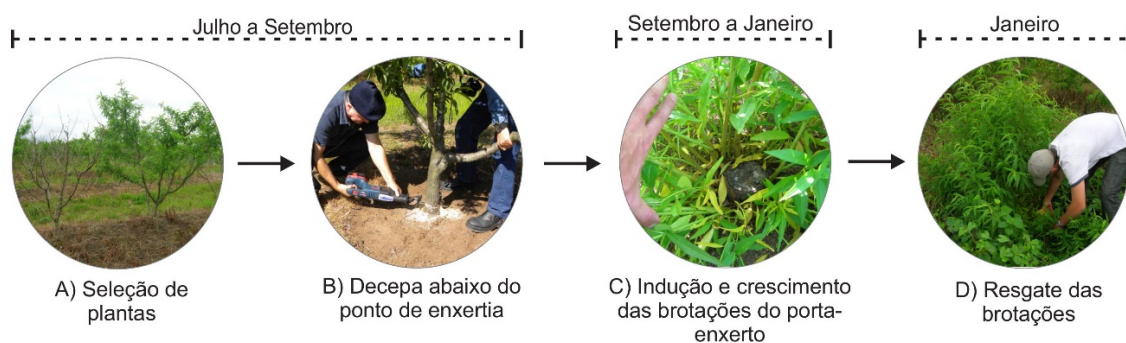 Julho a Setembro
Setembro a Janeiro
Janeiro
A) Seleção de
plantas
B) Decepa abaixo do
ponto de enxertia
C) Indução e crescimento
das brotações do porta-
enxerto
D) Resgate das
brotações